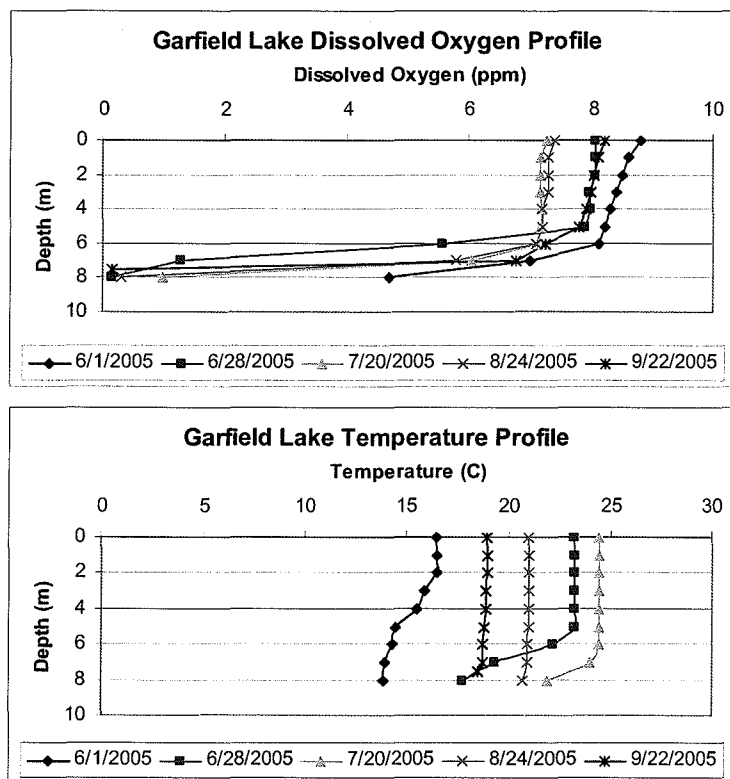 Garfield Lake Dissolved Oxygen Profile
Dissolved Oxygen (ppm)
0 2 4 6 8 10
Depth (m)
0
2
4
6
8
10
6/1/2005 6/28/2005 7/20/2005 8/24/2005 9/22/2005
Garfield Lake Temperature Profile
Temperature (C)
0 5 10 15 20 25 30
Depth (m)
0
2
4
6
8
10
6/1/2005 6/28/2005 7/20/2005 8/24/2005 9/22/2005